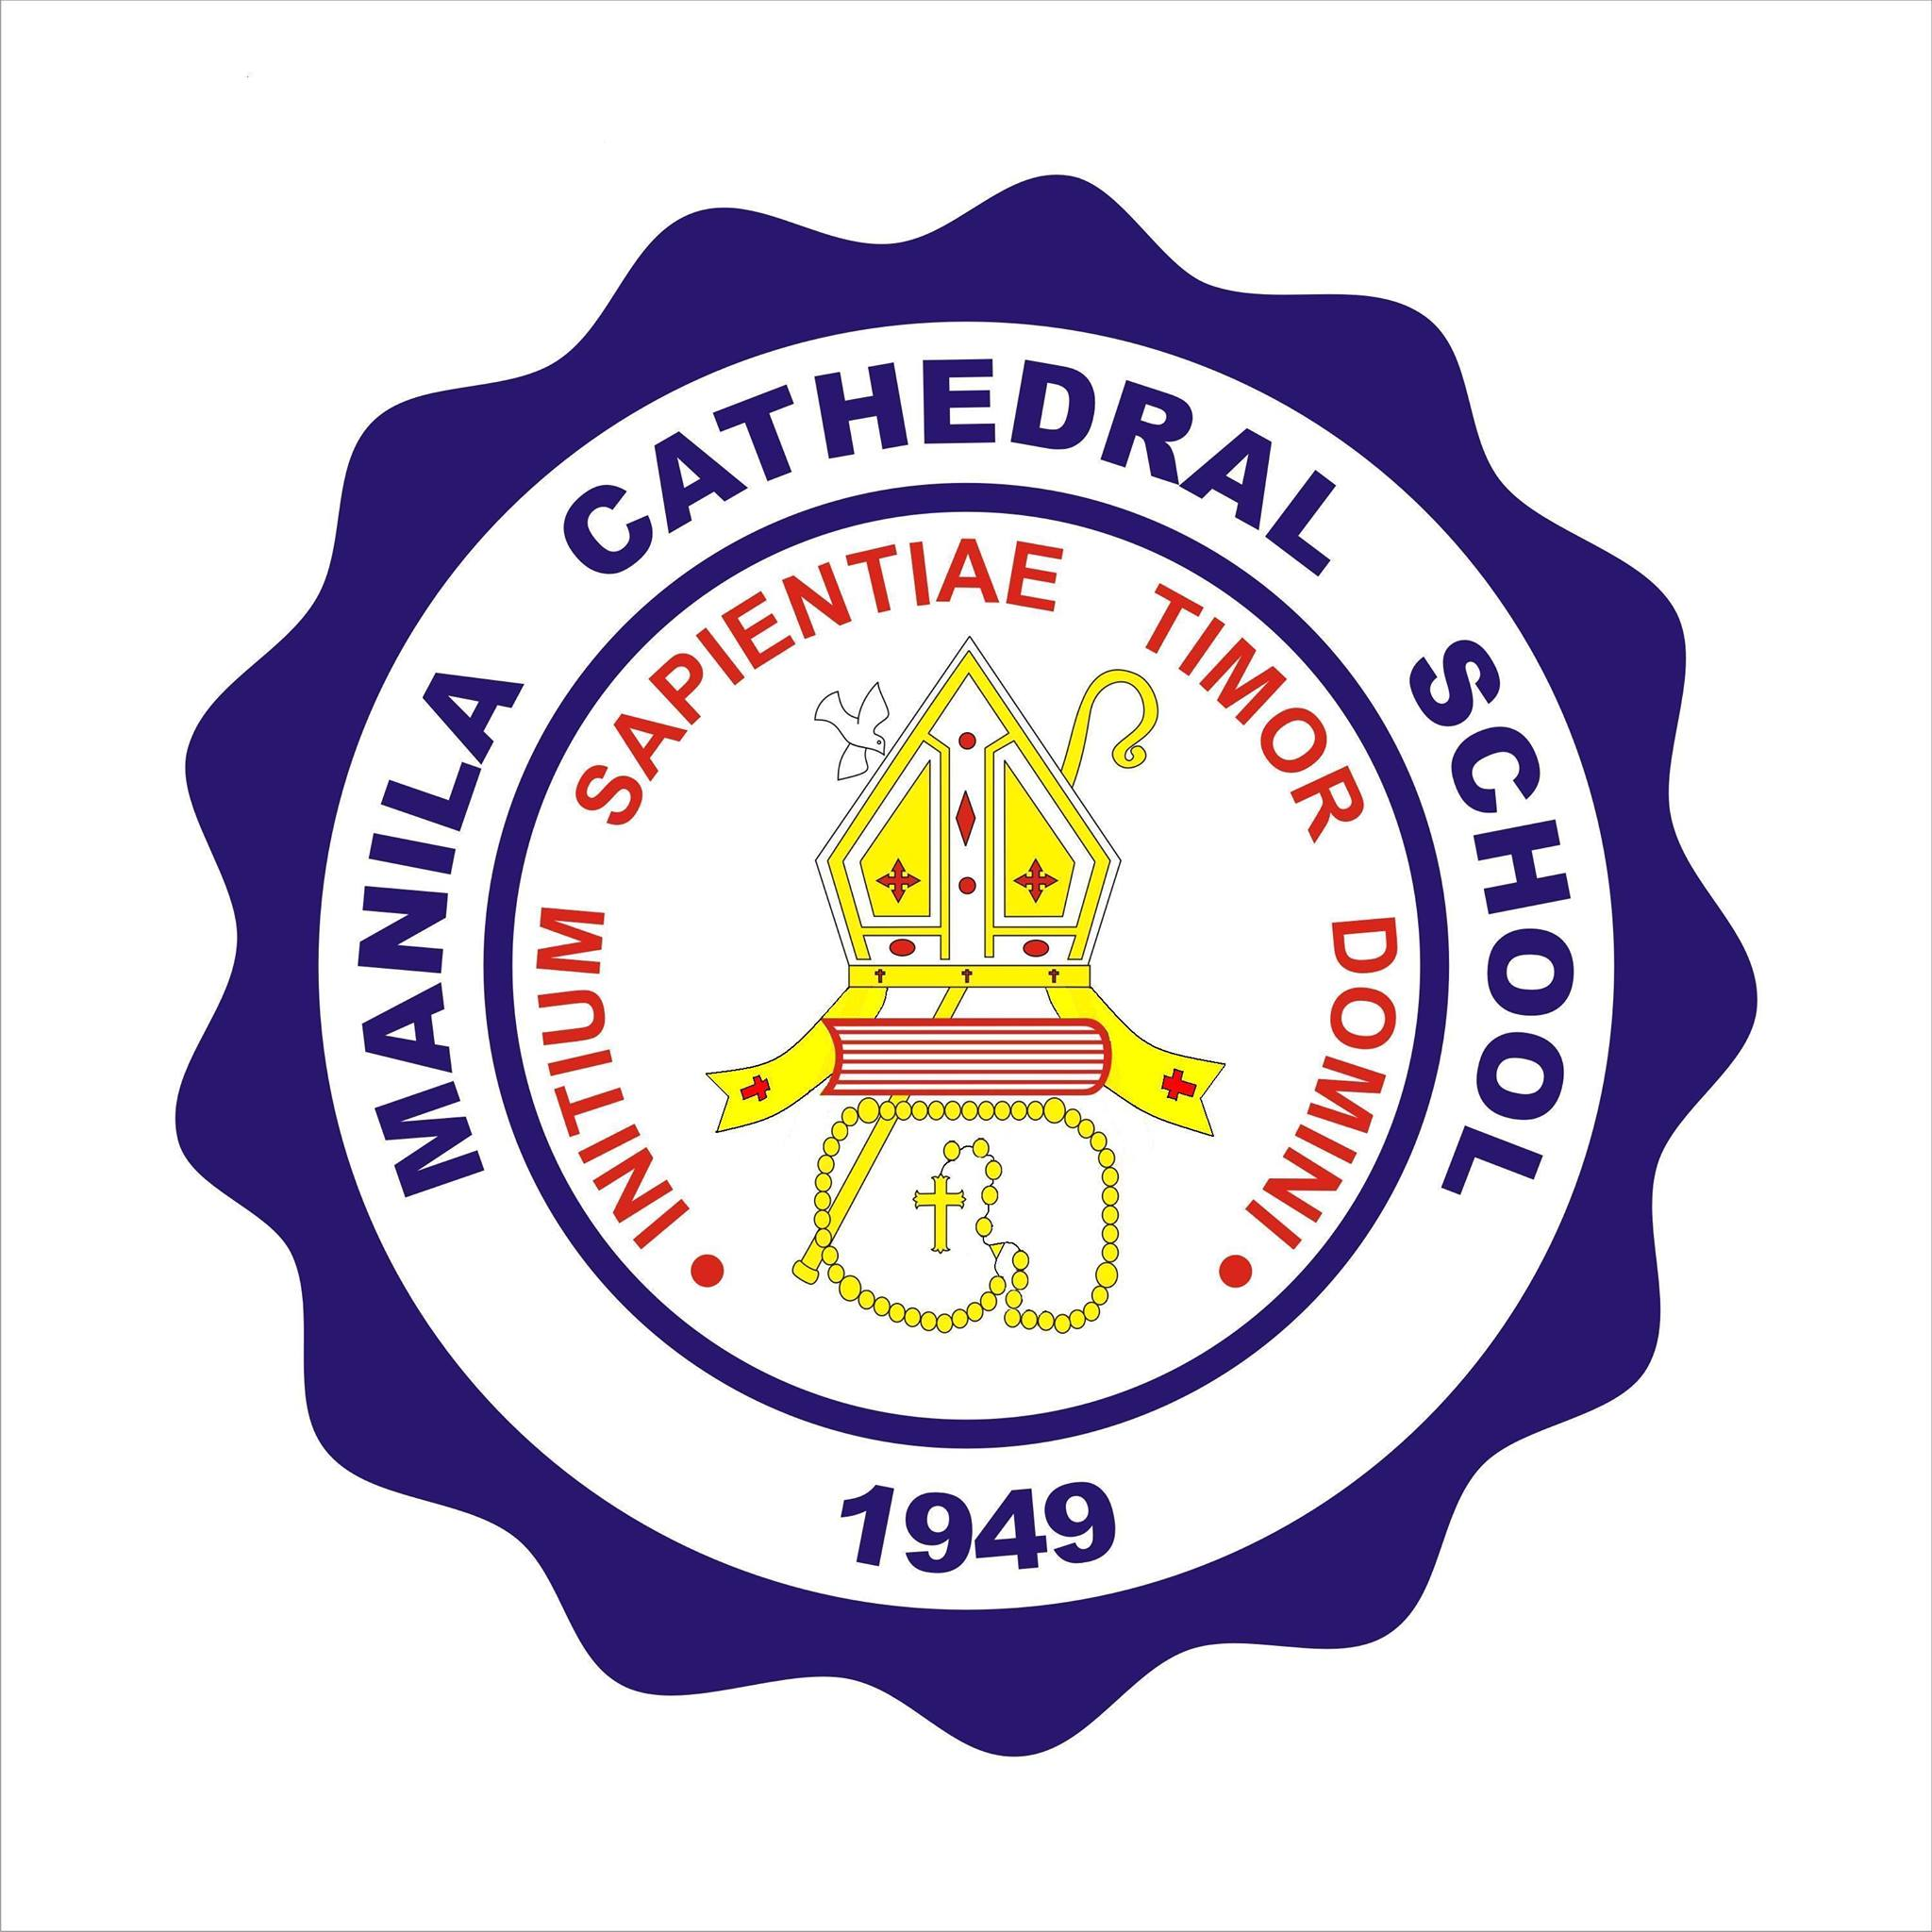 MANILA CATHEDRAL SCHOOL
INITIUM SAPIENTIAE TIMOR DOMINI
1949